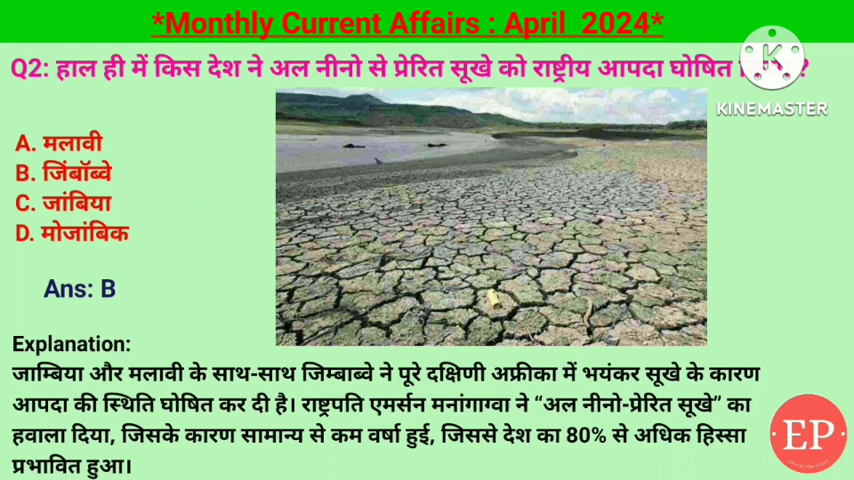 *Monthly Current Affairs : April 2024*
Q2: हाल ही में किस देश ने अल नीनो से प्रेरित सूखे को राष्ट्रीय आपदा घोषित ?
KINEMASTER
A. मलावी
B. जिंबॉब्वे
C. जांबिया
D. मोजांबिक
Ans: B
Explanation:
जाम्बिया और मलावी के साथ-साथ जिम्बाब्वे ने पूरे दक्षिणी अफ्रीका में भयंकर सूखे के कारण
आपदा की स्थिति घोषित कर दी है। राष्ट्रपति एमर्सन मनांगाग्वा ने “अल नीनो-प्रेरित सूखे” का
हवाला दिया, जिसके कारण सामान्य से कम वर्षा हुई, जिससे देश का 80% से अधिक हिस्सा
प्रभावित हुआ।
EP